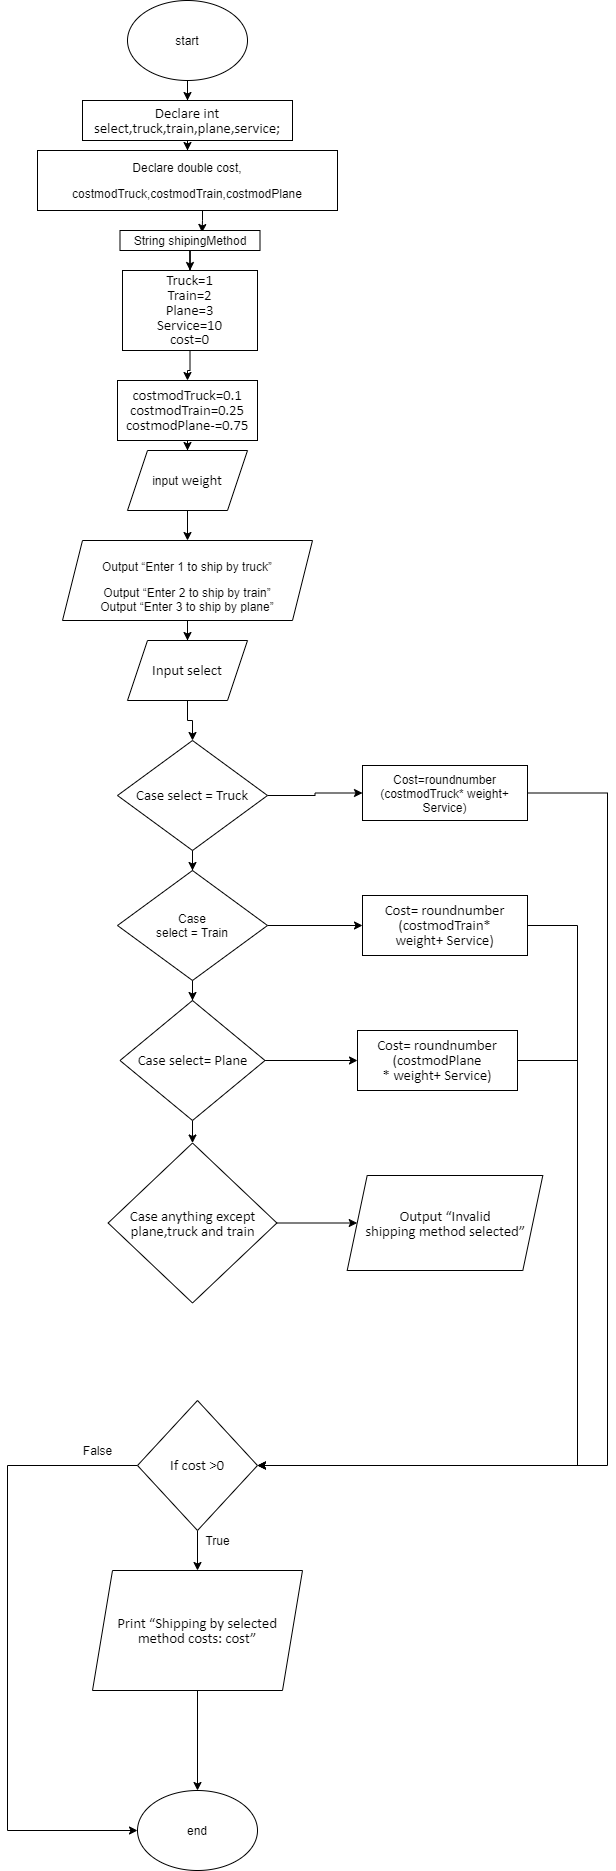 start
Declare int
select,truck,train,plane,service;
Declare double cost,
costmodTruck,costmodTrain,costmodPlane
String shipingMethod
Truck=1
Train=2
Plane=3
Service=10
cost=0
costmodTruck=0.1
costmodTrain=0.25
costmodPlane-=0.75
input weight
Output “Enter 1 to ship by truck”
Output “Enter 2 to ship by train”
Output “Enter 3 to ship by plane”
Input select
Case select = Truck
Cost=roundnumber
(costmodTruck* weight+
Service)
Case
select = Train
Cost= roundnumber
(costmodTrain*
weight+ Service)
Case select= Plane
Cost= roundnumber
(costmodPlane
* weight+ Service)
Case anything except
plane,truck and train
Output “Invalid
shipping method selected”
False
If cost >0
True
Print “Shipping by selected
method costs: cost”
end